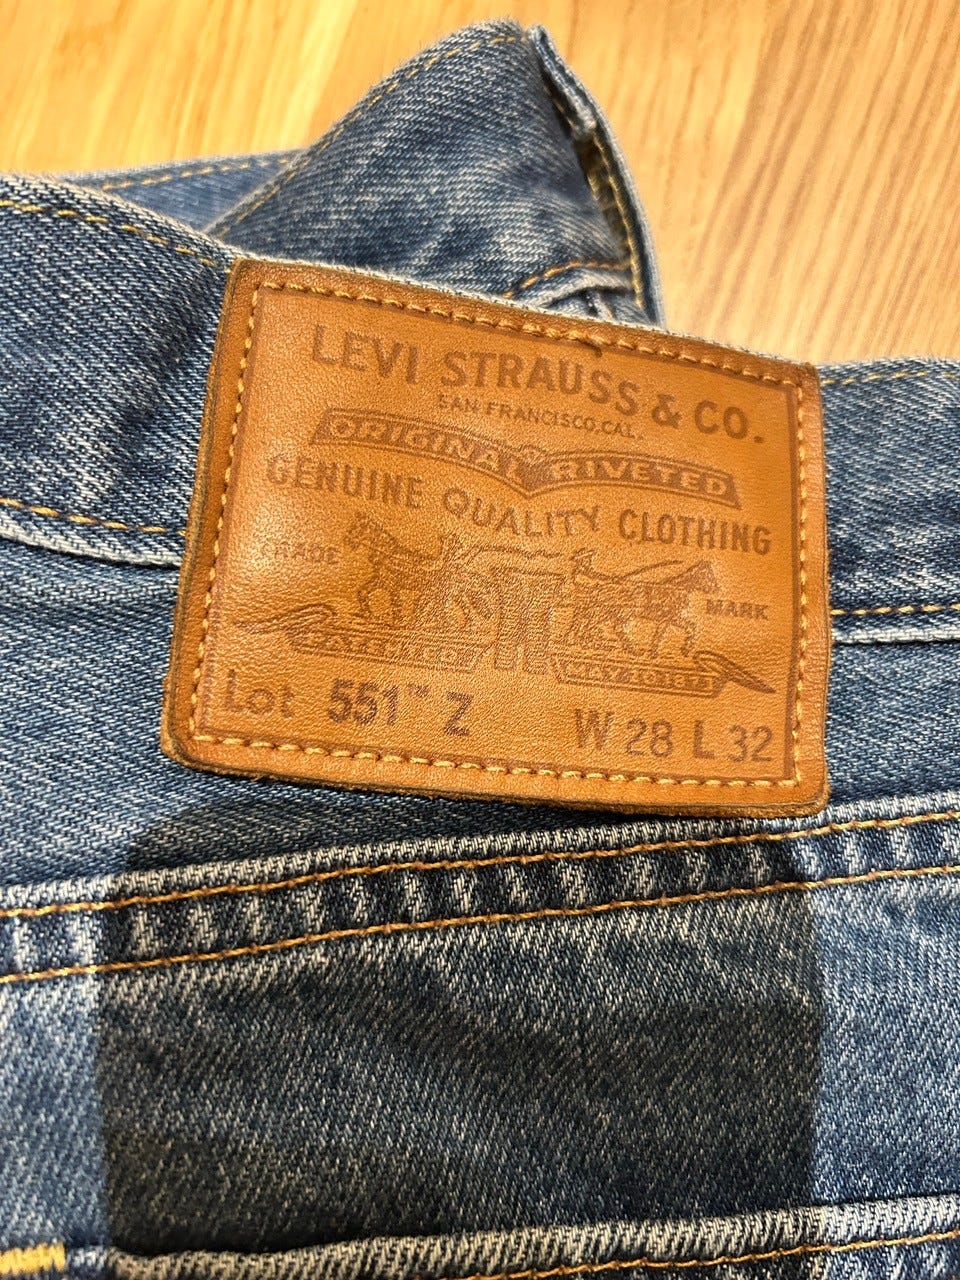 LEVI STRAUSS & CO.
SAN FRANCISCO, CAL.
ORIGINAL RIVETED
GENUINE QUALITY CLOTHING
TRADE MARK
PATENTED MAY 20 1873
Lot 551™ Z W 28 L 32